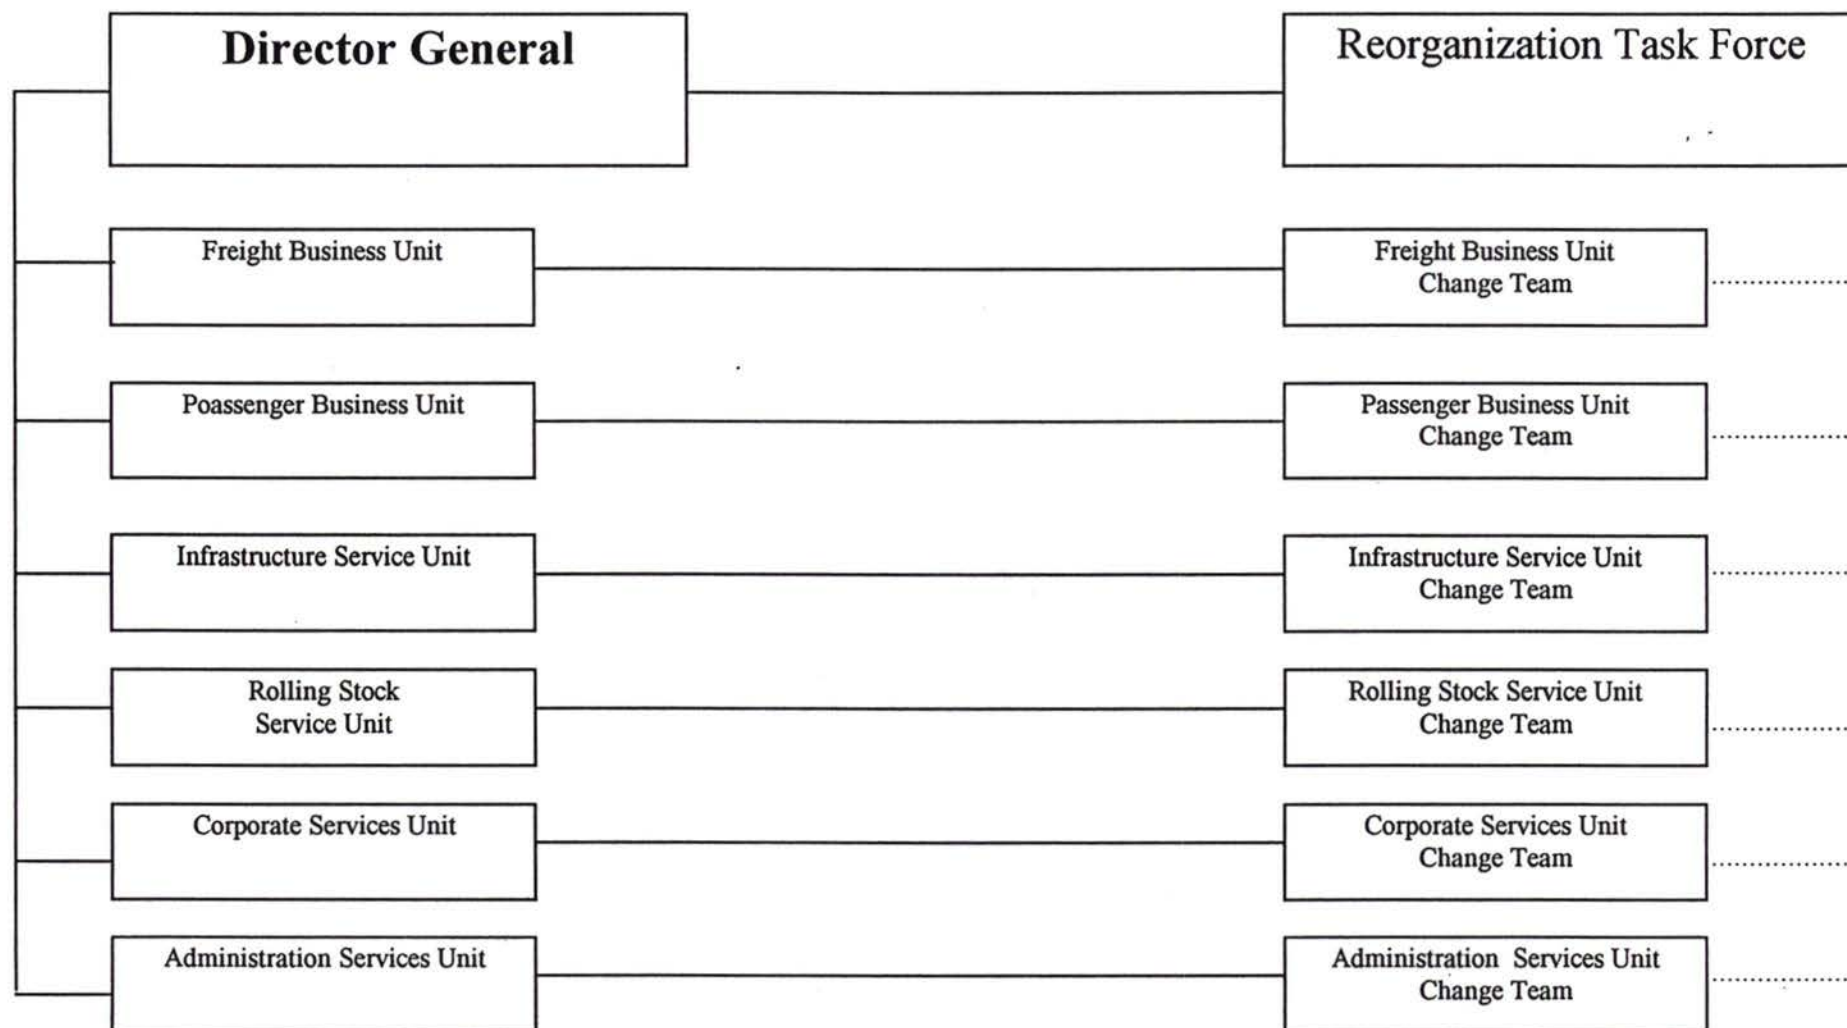 Director General
Reorganization Task Force
Freight Business Unit
Freight Business Unit
Change Team
Poassenger Business Unit
Passenger Business Unit
Change Team
Infrastructure Service Unit
Infrastructure Service Unit
Change Team
Rolling Stock
Service Unit
Rolling Stock Service Unit
Change Team
Corporate Services Unit
Corporate Services Unit
Change Team
Administration Services Unit
Administration Services Unit
Change Team